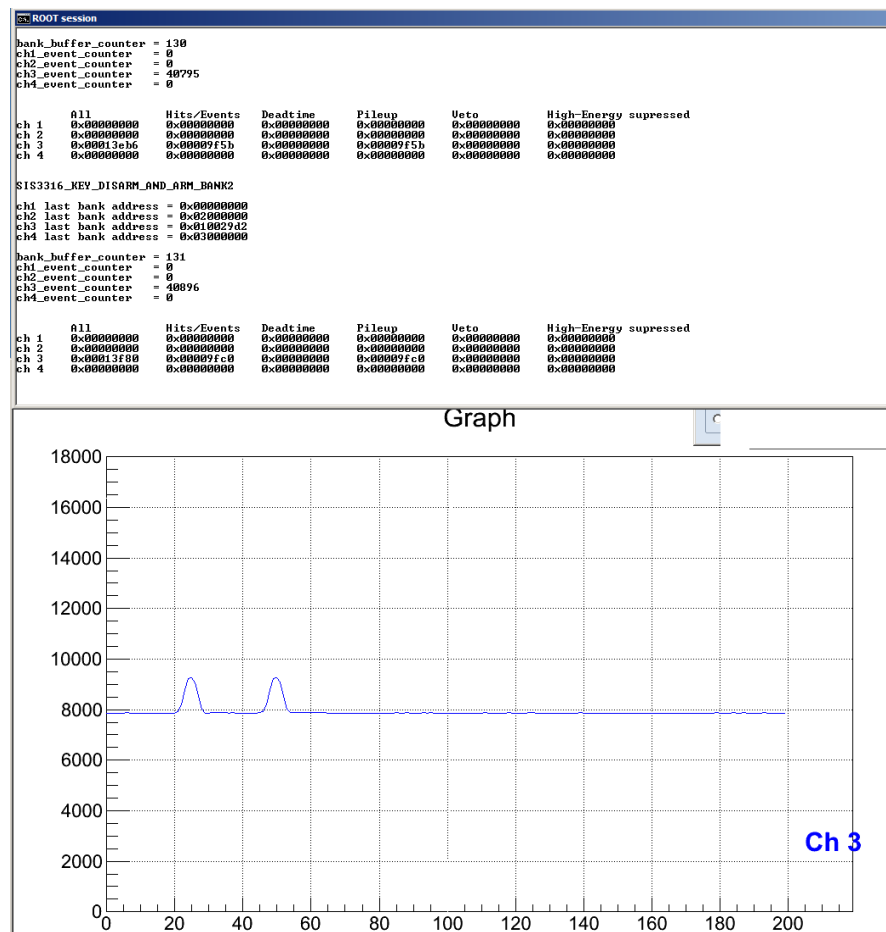 ROOT session
bank_buffer_counter = 130
ch1_event_counter = 0
ch2_event_counter = 0
ch3_event_counter = 40795
ch4_event_counter = 0
All Hits/Events Deadtime Pileup Veto High-Energy supressed
ch 1 0x00000000 0x00000000 0x00000000 0x00000000 0x00000000 0x00000000
ch 2 0x00000000 0x00000000 0x00000000 0x00000000 0x00000000 0x00000000
ch 3 0x00013eb6 0x00009f5b 0x00000000 0x00009f5b 0x00000000 0x00000000
ch 4 0x00000000 0x00000000 0x00000000 0x00000000 0x00000000 0x00000000
SIS3316_KEY_DISARM_AND_ARM_BANK2
ch1 last bank address = 0x00000000
ch2 last bank address = 0x02000000
ch3 last bank address = 0x010029d2
ch4 last bank address = 0x03000000
bank_buffer_counter = 131
ch1_event_counter = 0
ch2_event_counter = 0
ch3_event_counter = 40896
ch4_event_counter = 0
All Hits/Events Deadtime Pileup Veto High-Energy supressed
ch 1 0x00000000 0x00000000 0x00000000 0x00000000 0x00000000 0x00000000
ch 2 0x00000000 0x00000000 0x00000000 0x00000000 0x00000000 0x00000000
ch 3 0x00013f80 0x00009fc0 0x00000000 0x00009fc0 0x00000000 0x00000000
ch 4 0x00000000 0x00000000 0x00000000 0x00000000 0x00000000 0x00000000
Graph
18000
16000
14000
12000
10000
8000
6000
4000
2000
0
Ch 3
0 20 40 60 80 100 120 140 160 180 200